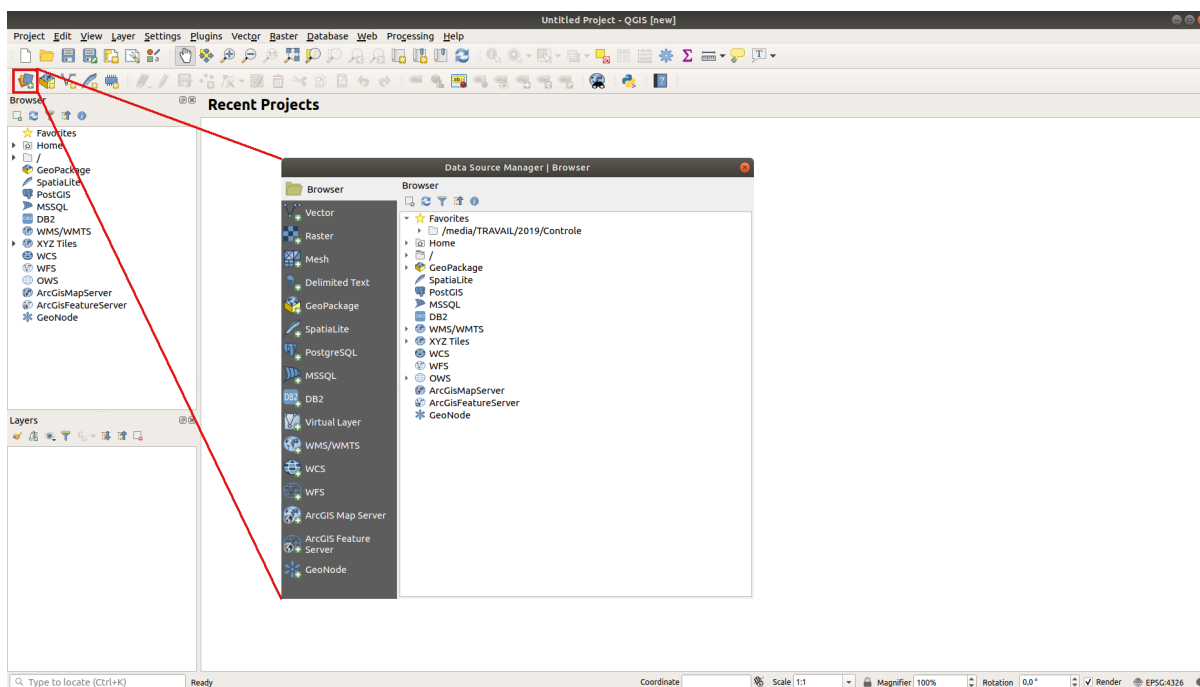 Untitled Project - QGIS [new]
Project Edit View Layer Settings Plugins Vector Raster Database Web Processing Help
Browser
Favorites
Home
/
GeoPackage
SpatiaLite
PostGIS
MSSQL
DB2
WMS/WMTS
XYZ Tiles
WCS
WFS
OWS
ArcGisMapServer
ArcGisFeatureServer
GeoNode
Layers
Recent Projects
Data Source Manager | Browser
Browser
Vector
Raster
Mesh
Delimited Text
GeoPackage
SpatiaLite
PostgreSQL
MSSQL
DB2
Virtual Layer
WMS/WMTS
WCS
WFS
ArcGIS Map Server
ArcGIS Feature
Server
GeoNode
Browser
Favorites
/media/TRAVAIL/2019/Controle
Home
/
GeoPackage
SpatiaLite
PostGIS
MSSQL
DB2
WMS/WMTS
XYZ Tiles
WCS
WFS
OWS
ArcGisMapServer
ArcGisFeatureServer
GeoNode
Type to locate (Ctrl+K) Ready Coordinate Scale 1:1 Magnifier 100% Rotation 0,0° Render EPSG:4326